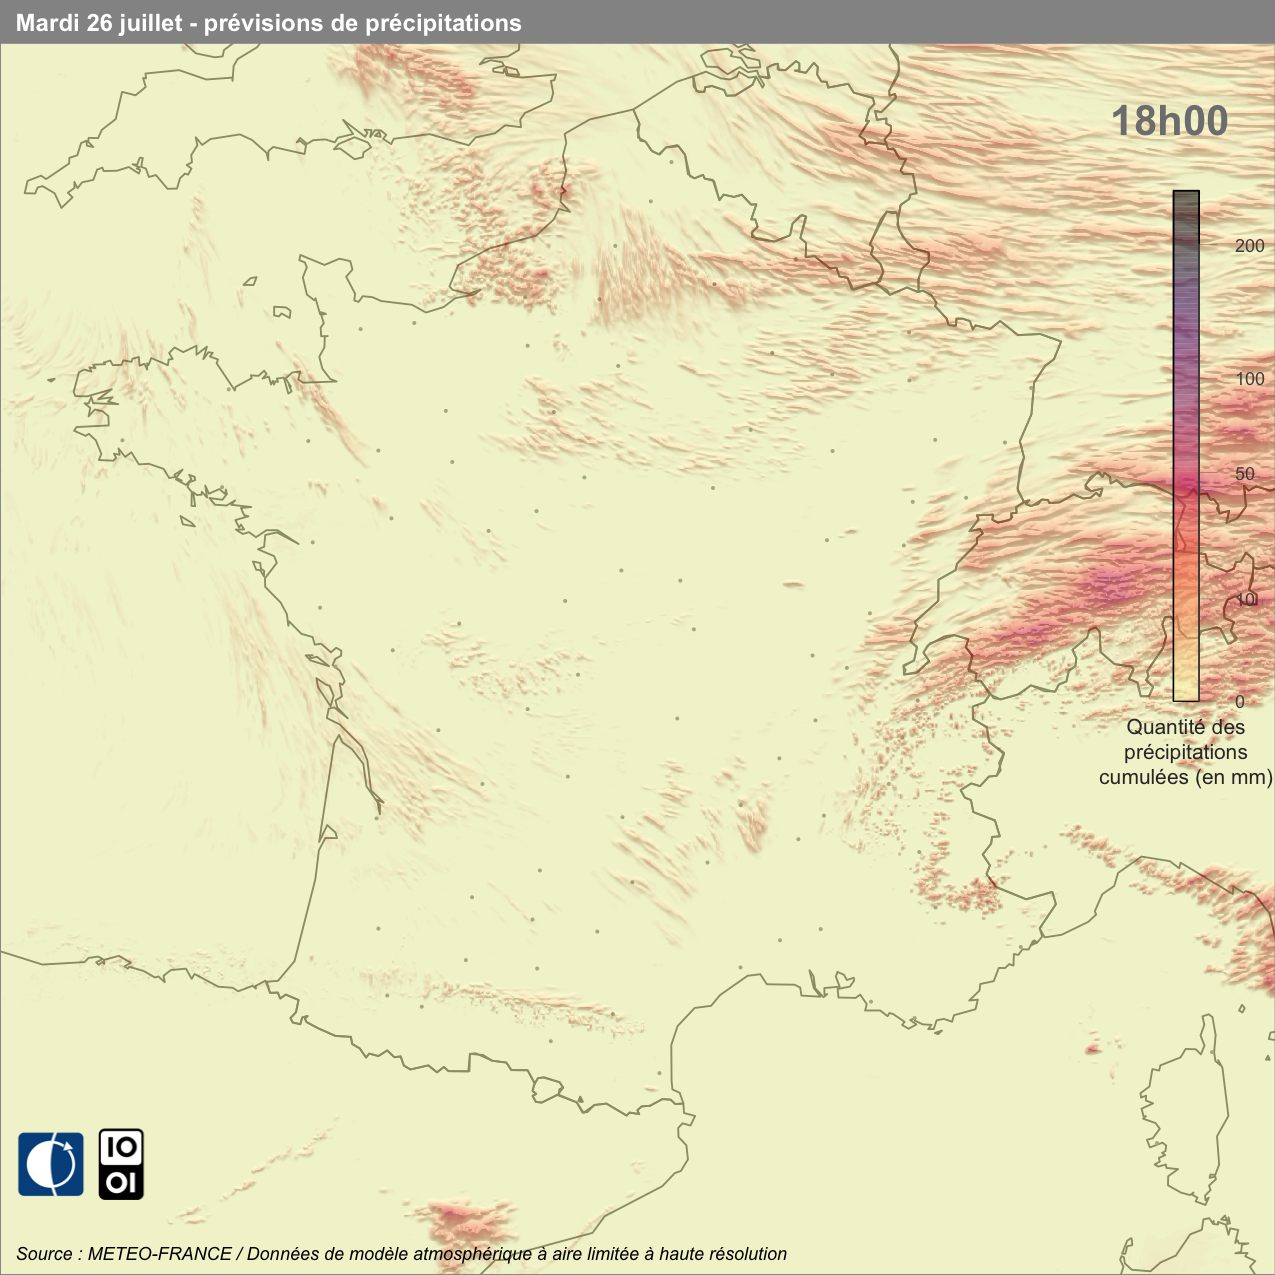 Mardi 26 juillet - prévisions de précipitations
18h00
200
100
50
10
0
Quantité des
précipitations
cumulées (en mm)
IO
OI
Source : METEO-FRANCE / Données de modèle atmosphérique à aire limitée à haute résolution